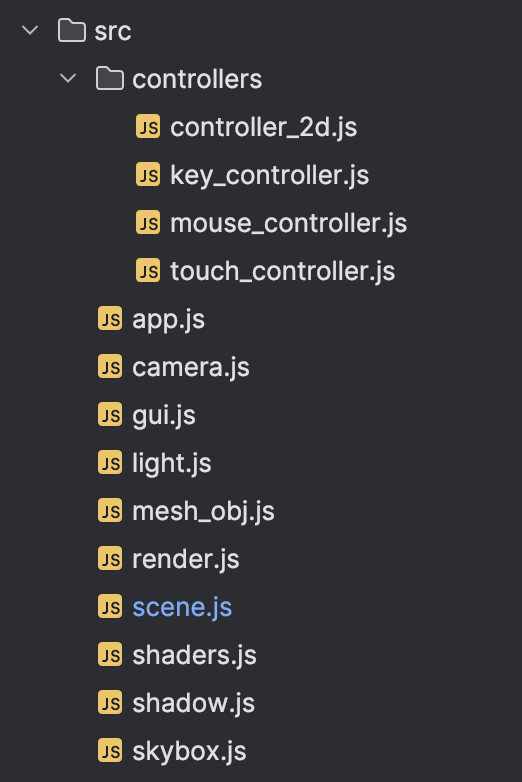 src
controllers
JS controller_2d.js
JS key_controller.js
JS mouse_controller.js
JS touch_controller.js
JS app.js
JS camera.js
JS gui.js
JS light.js
JS mesh_obj.js
JS render.js
JS scene.js
JS shaders.js
JS shadow.js
JS skybox.js